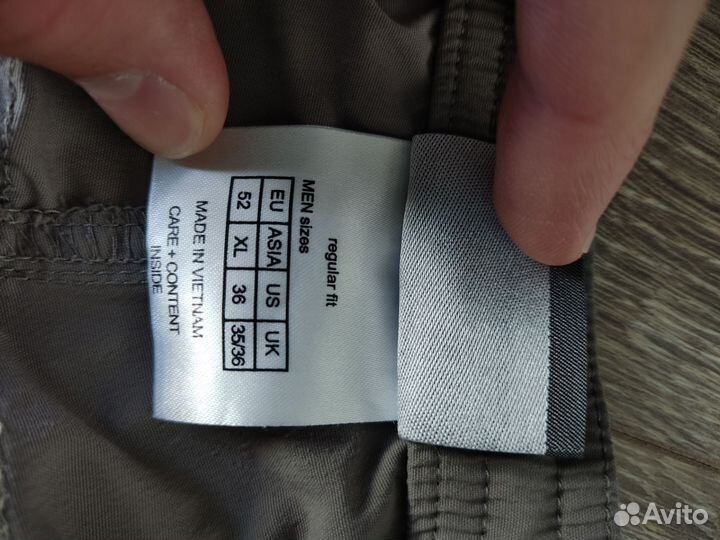 regular fit
MEN sizes
EU ASIA US UK
52 XL 36 35/36
MADE IN VIETNAM
CARE + CONTENT
INSIDE
Avito